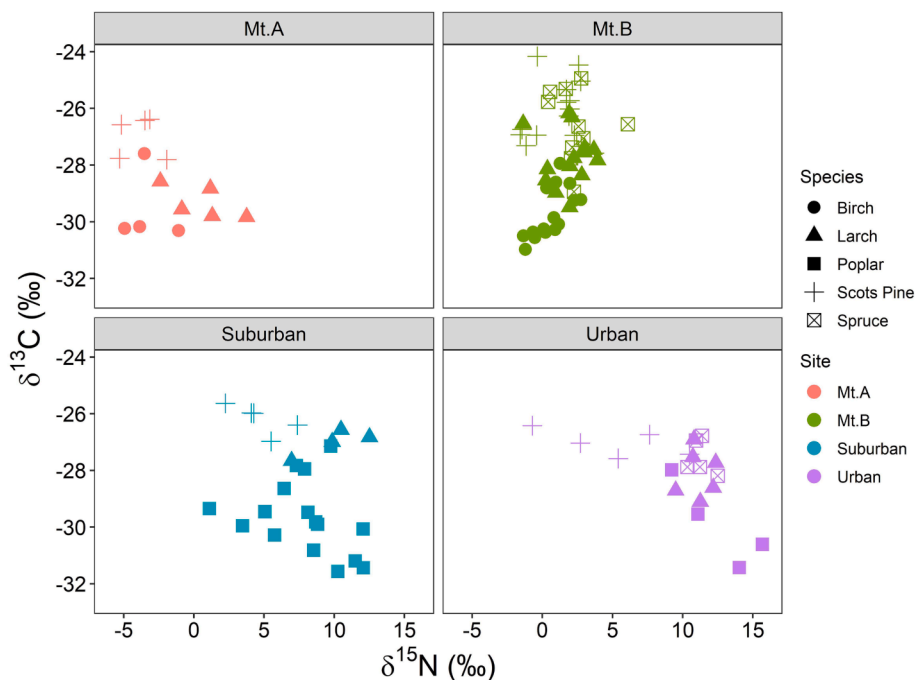 Mt.A
Mt.B
-24
-26
-28
-30
-32
Suburban
Urban
-24
-26
-28
-30
-32
-5
0
5
10
15
-5
0
5
10
15
δ¹³C (‰)
δ¹⁵N (‰)
Species
Birch
Larch
Poplar
Scots Pine
Spruce
Site
Mt.A
Mt.B
Suburban
Urban